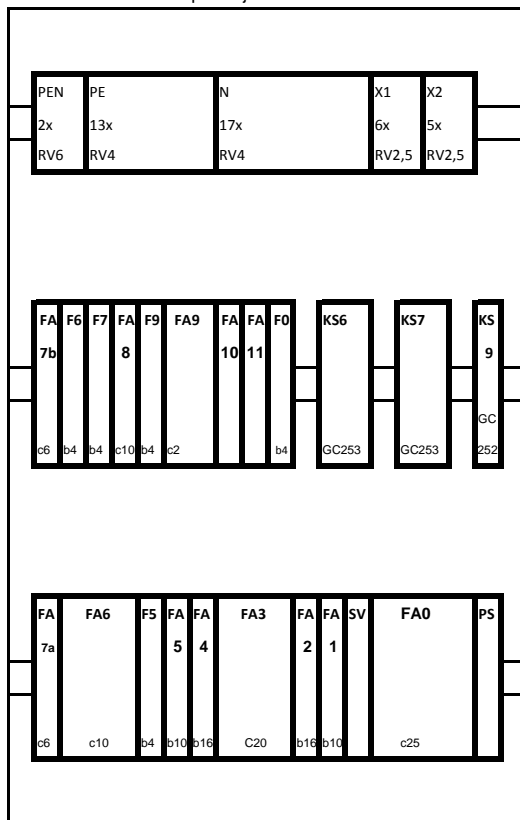 PEN PE N X1 X2
2x 13x 17x 6x 5x
RV6 RV4 RV4 RV2,5 RV2,5
FA F6 F7 FA F9 FA9 FA FA F0 KS6 KS7 KS
7b 8 10 11 9
GC
c6 b4 b4 c10 b4 c2 b4 GC253 GC253 252
FA FA6 F5 FA FA FA3 FA FA SV FA0 PS
7a 5 4 2 1
c6 c10 b4 b10 b16 C20 b16 b10 c25